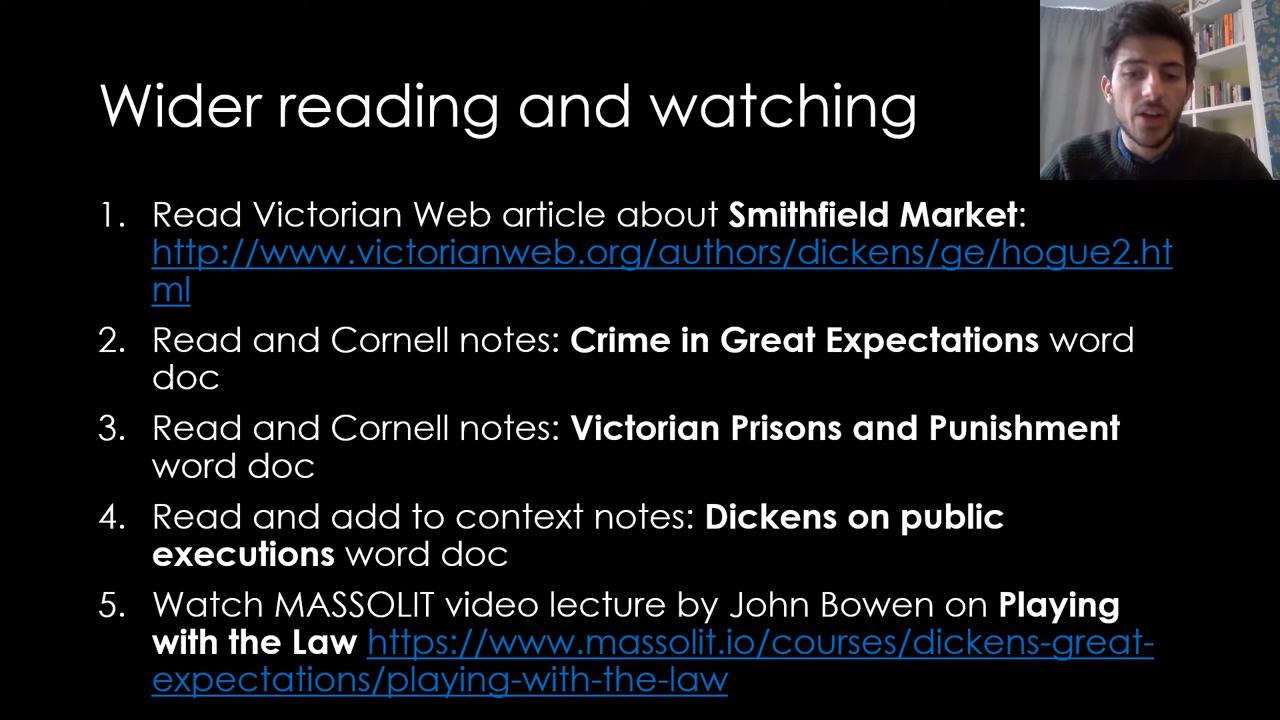 Wider reading and watching
1. Read Victorian Web article about Smithfield Market:
http://www.victorianweb.org/authors/dickens/ge/hogue2.ht
ml
2. Read and Cornell notes: Crime in Great Expectations word
doc
3. Read and Cornell notes: Victorian Prisons and Punishment
word doc
4. Read and add to context notes: Dickens on public
executions word doc
5. Watch MASSOLIT video lecture by John Bowen on Playing
with the Law https://www.massolit.io/courses/dickens-great-
expectations/playing-with-the-law